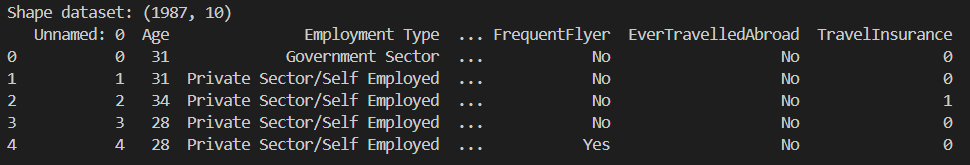 Shape dataset: (1987, 10)
Unnamed: 0 Age Employment Type ... FrequentFlyer EverTravelledAbroad TravelInsurance
0 0 31 Government Sector ... No No 0
1 1 31 Private Sector/Self Employed ... No No 0
2 2 34 Private Sector/Self Employed ... No No 1
3 3 28 Private Sector/Self Employed ... No No 0
4 4 28 Private Sector/Self Employed ... Yes No 0